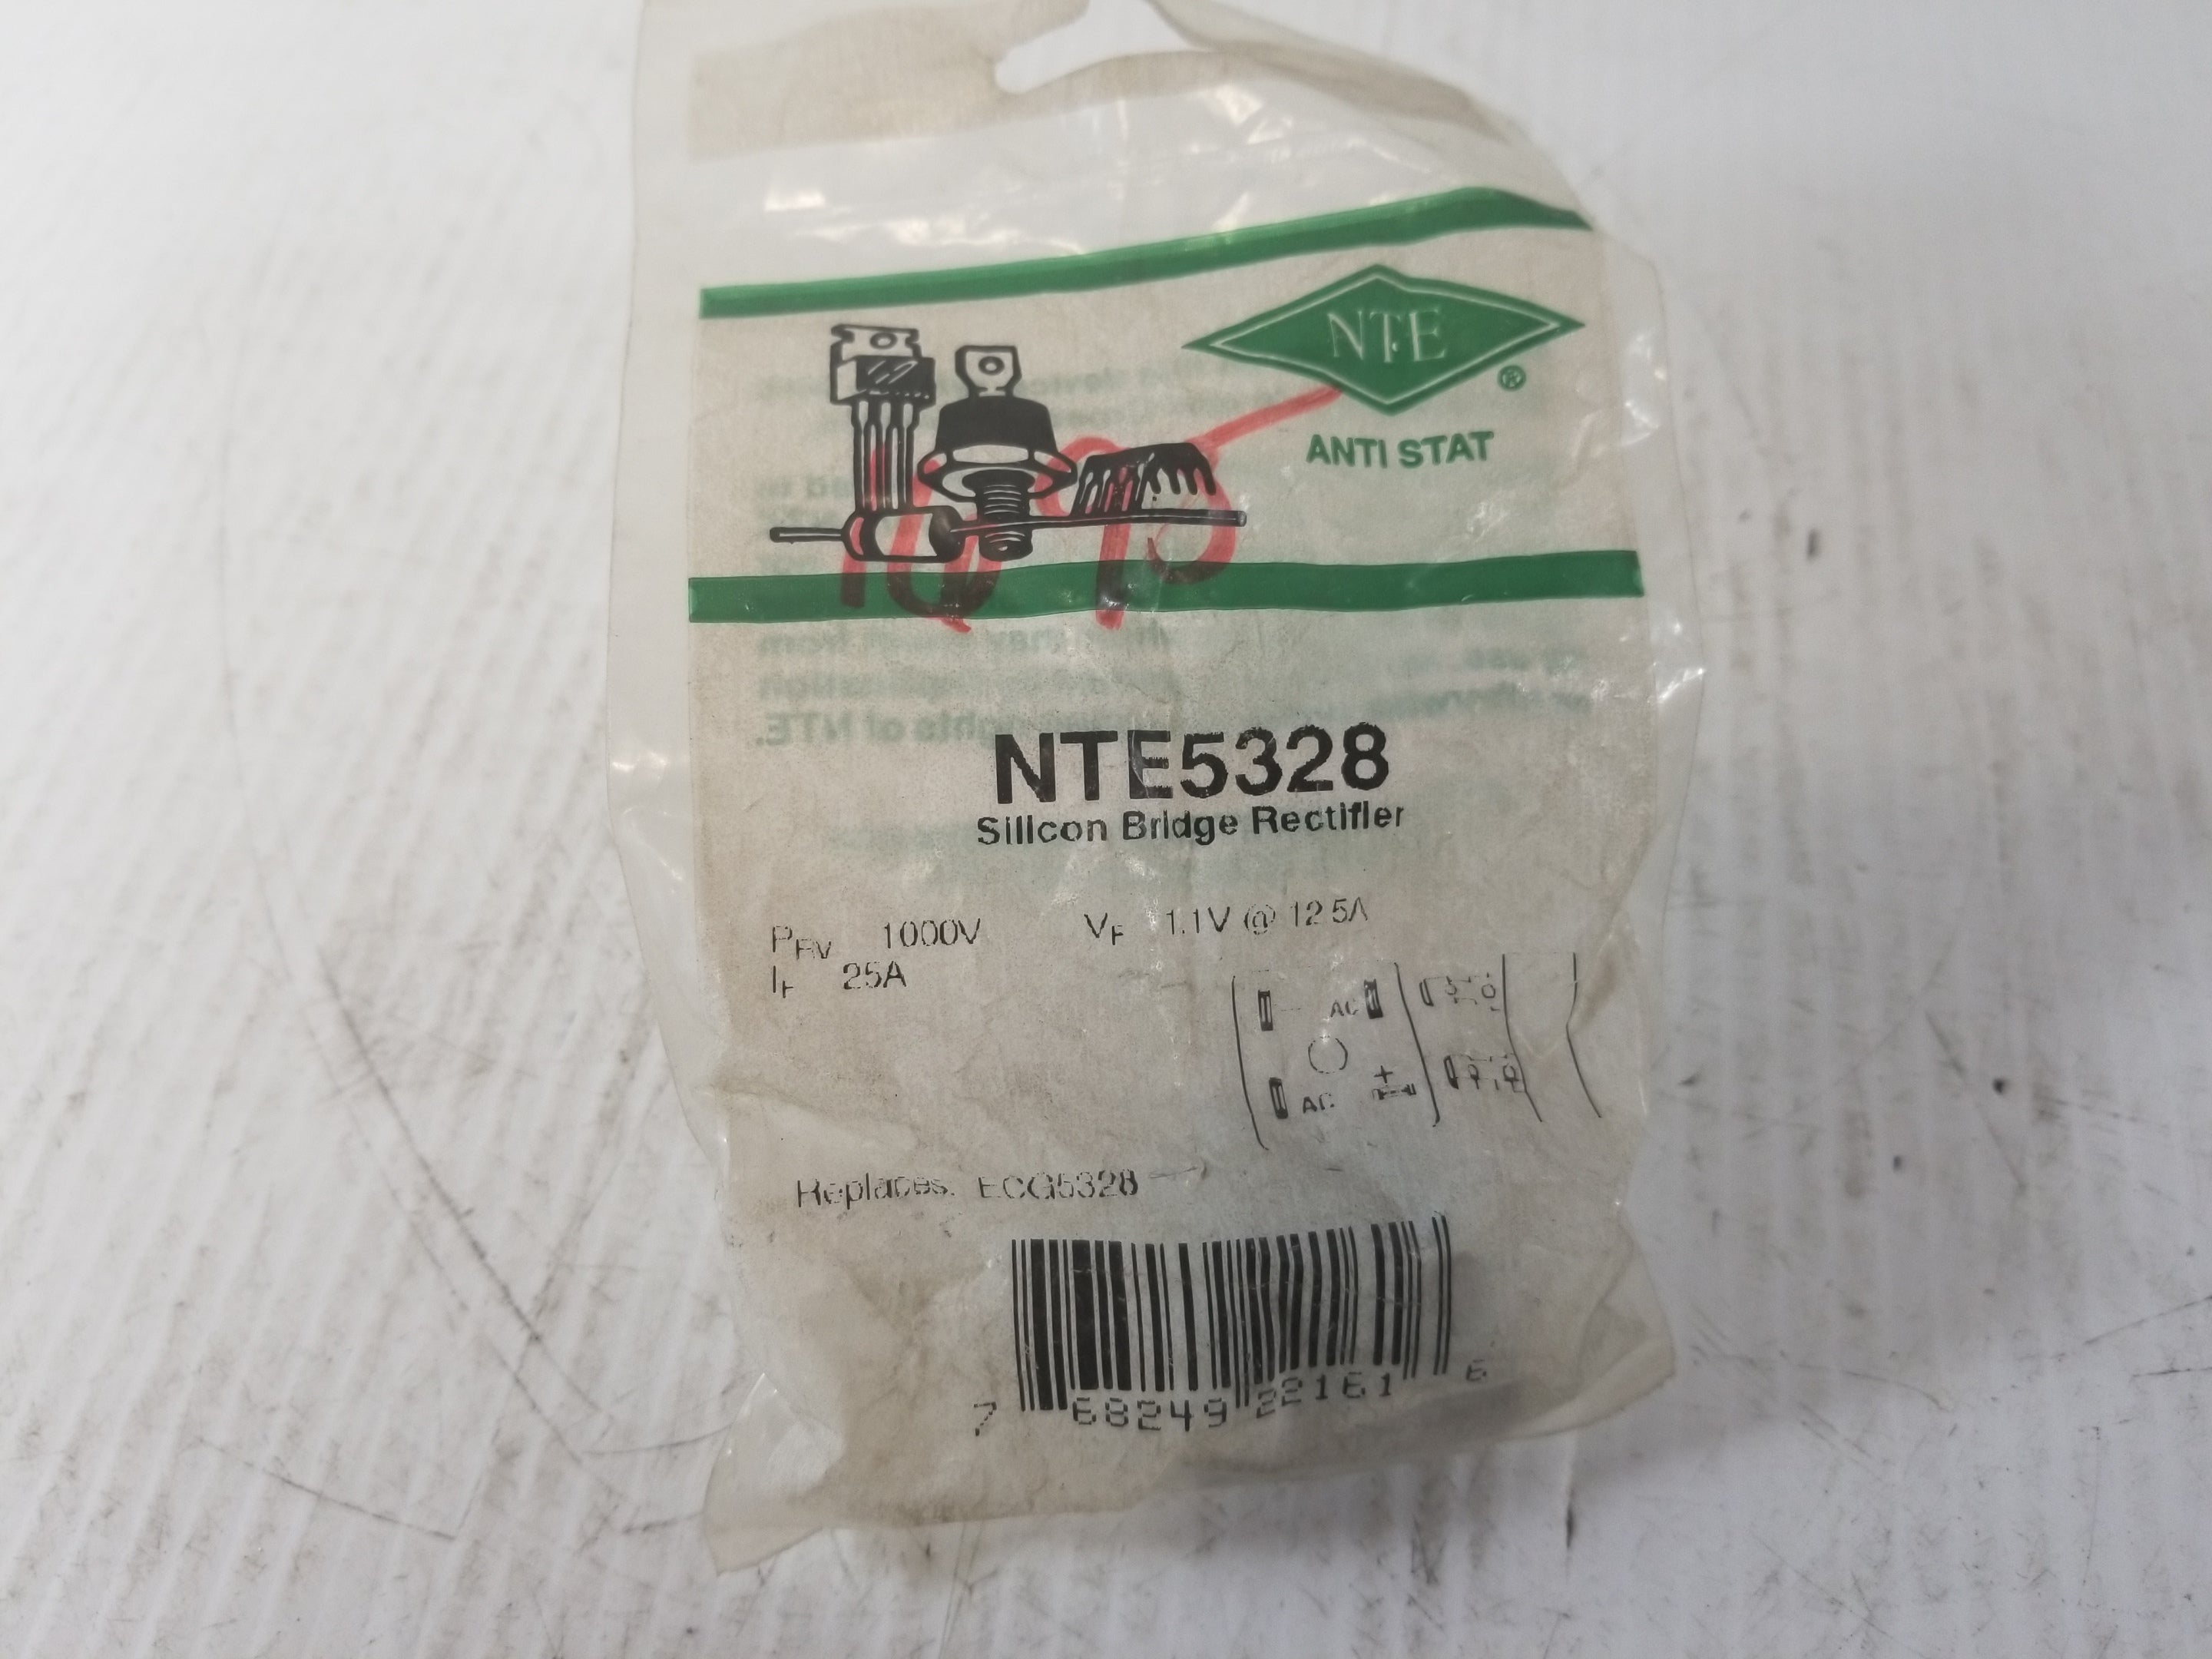 NTE ®
ANTI STAT
NTE5328
Silicon Bridge Rectifier
PRV 1000V VF 1.1V @ 12.5A
IF 25A
- AC
AC +
Replaces: ECG5328
7 68249 22161 6